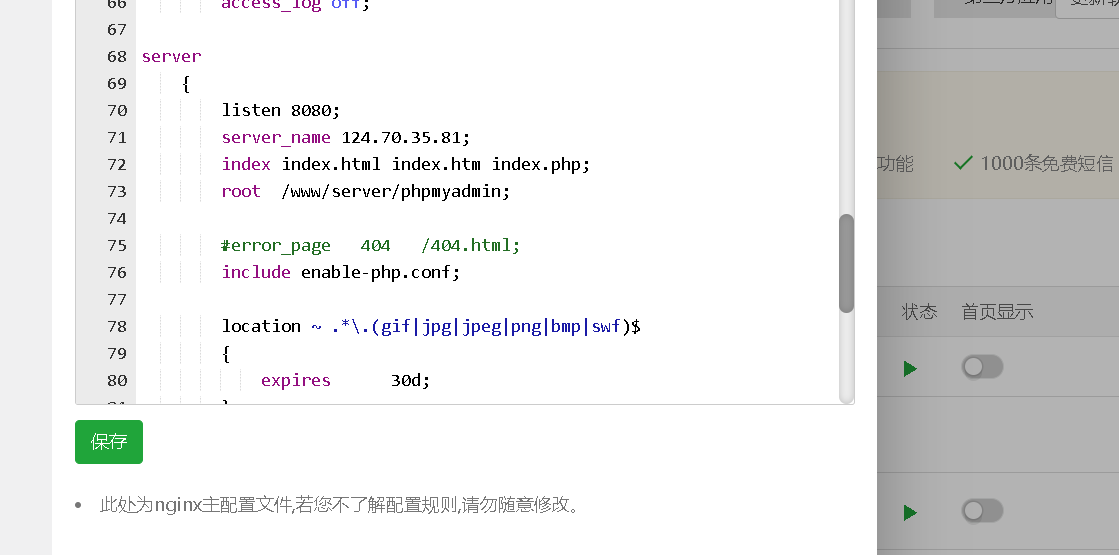 66 access_log off;
67
68 server
69 {
70 listen 8080;
71 server_name 124.70.35.81;
72 index index.html index.htm index.php;
73 root /www/server/phpmyadmin;
74
75 #error_page 404 /404.html;
76 include enable-php.conf;
77
78 location ~ .*\.(gif|jpg|jpeg|png|bmp|swf)$
79 {
80 expires 30d;
保存
此处为nginx主配置文件,若您不了解配置规则,请勿随意修改。
第三方应用
功能 1000条免费短信
状态 首页显示